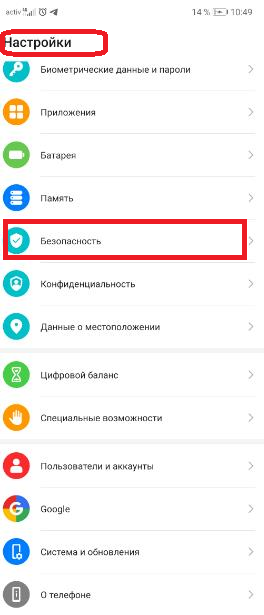 activ 14 % 10:49
Настройки
Биометрические данные и пароли
Приложения
Батарея
Память
Безопасность
Конфиденциальность
Данные о местоположении
Цифровой баланс
Специальные возможности
Пользователи и аккаунты
Google
Система и обновления
О телефоне